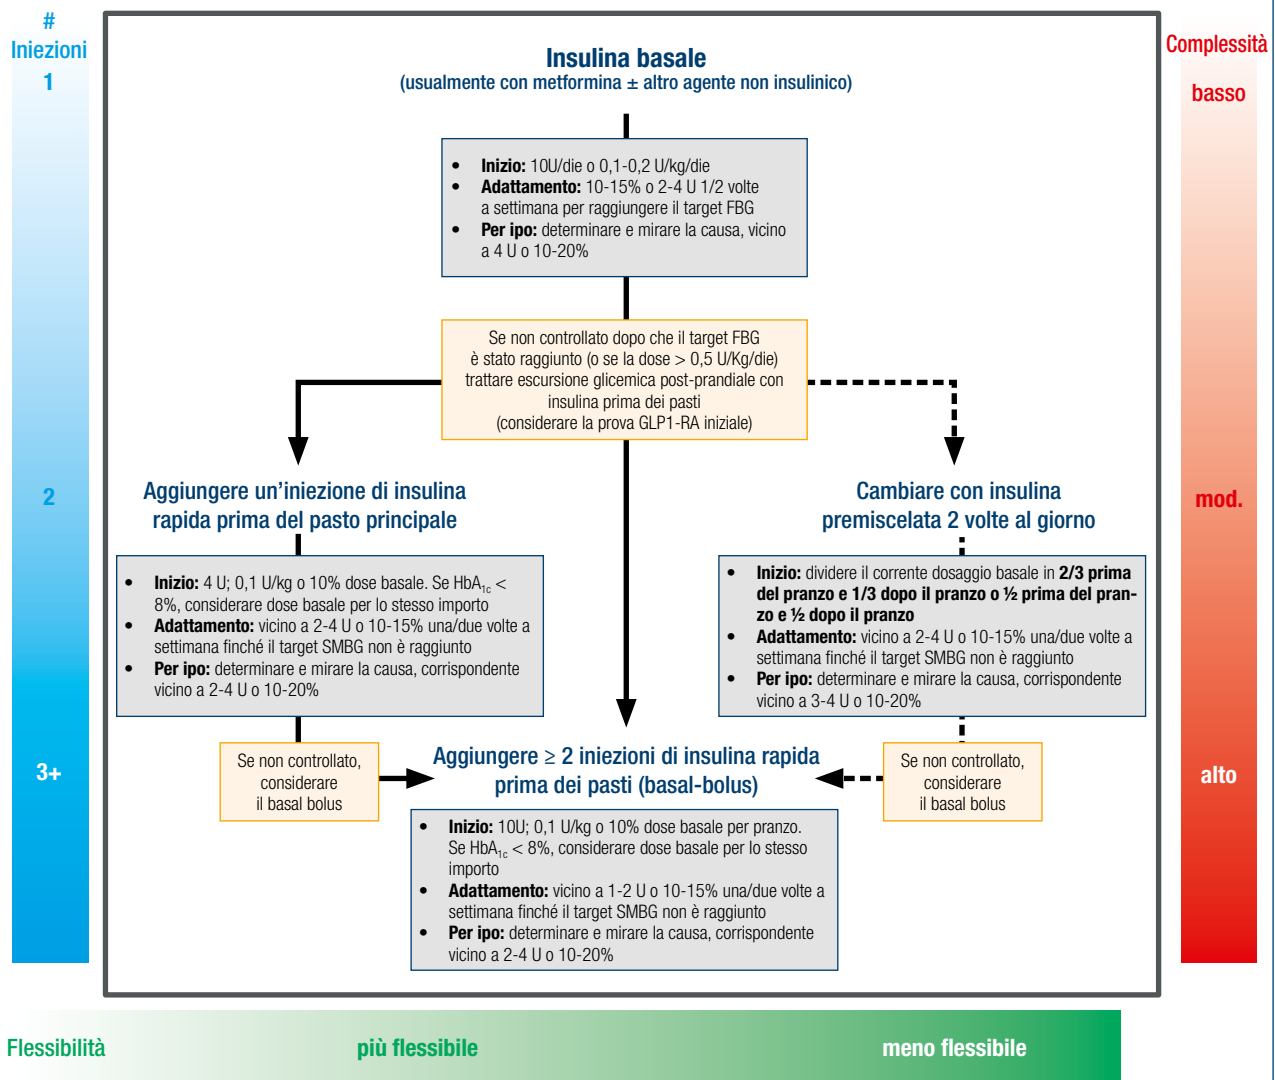 #
Iniezioni
1
2
3+
Complessità
basso
mod.
alto
Insulina basale
(usualmente con metformina ± altro agente non insulinico)
• Inizio: 10U/die o 0,1-0,2 U/kg/die
• Adattamento: 10-15% o 2-4 U 1/2 volte
a settimana per raggiungere il target FBG
• Per ipo: determinare e mirare la causa, vicino
a 4 U o 10-20%
Se non controllato dopo che il target FBG
è stato raggiunto (o se la dose > 0,5 U/Kg/die)
trattare escursione glicemica post-prandiale con
insulina prima dei pasti
(considerare la prova GLP1-RA iniziale)
Aggiungere un’iniezione di insulina
rapida prima del pasto principale
• Inizio: 4 U; 0,1 U/kg o 10% dose basale. Se HbA1c <
8%, considerare dose basale per lo stesso importo
• Adattamento: vicino a 2-4 U o 10-15% una/due volte a
settimana finché il target SMBG non è raggiunto
• Per ipo: determinare e mirare la causa, corrispondente
vicino a 2-4 U o 10-20%
Cambiare con insulina
premiscelata 2 volte al giorno
• Inizio: dividere il corrente dosaggio basale in 2/3 prima
del pranzo e 1/3 dopo il pranzo o ½ prima del pran-
zo e ½ dopo il pranzo
• Adattamento: vicino a 2-4 U o 10-15% una/due volte a
settimana finché il target SMBG non è raggiunto
• Per ipo: determinare e mirare la causa, corrispondente
vicino a 3-4 U o 10-20%
Se non controllato,
considerare
il basal bolus
Aggiungere ≥ 2 iniezioni di insulina rapida
prima dei pasti (basal-bolus)
Se non controllato,
considerare
il basal bolus
• Inizio: 10U; 0,1 U/kg o 10% dose basale per pranzo.
Se HbA1c < 8%, considerare dose basale per lo stesso
importo
• Adattamento: vicino a 1-2 U o 10-15% una/due volte a
settimana finché il target SMBG non è raggiunto
• Per ipo: determinare e mirare la causa, corrispondente
vicino a 2-4 U o 10-20%
Flessibilità
più flessibile
meno flessibile